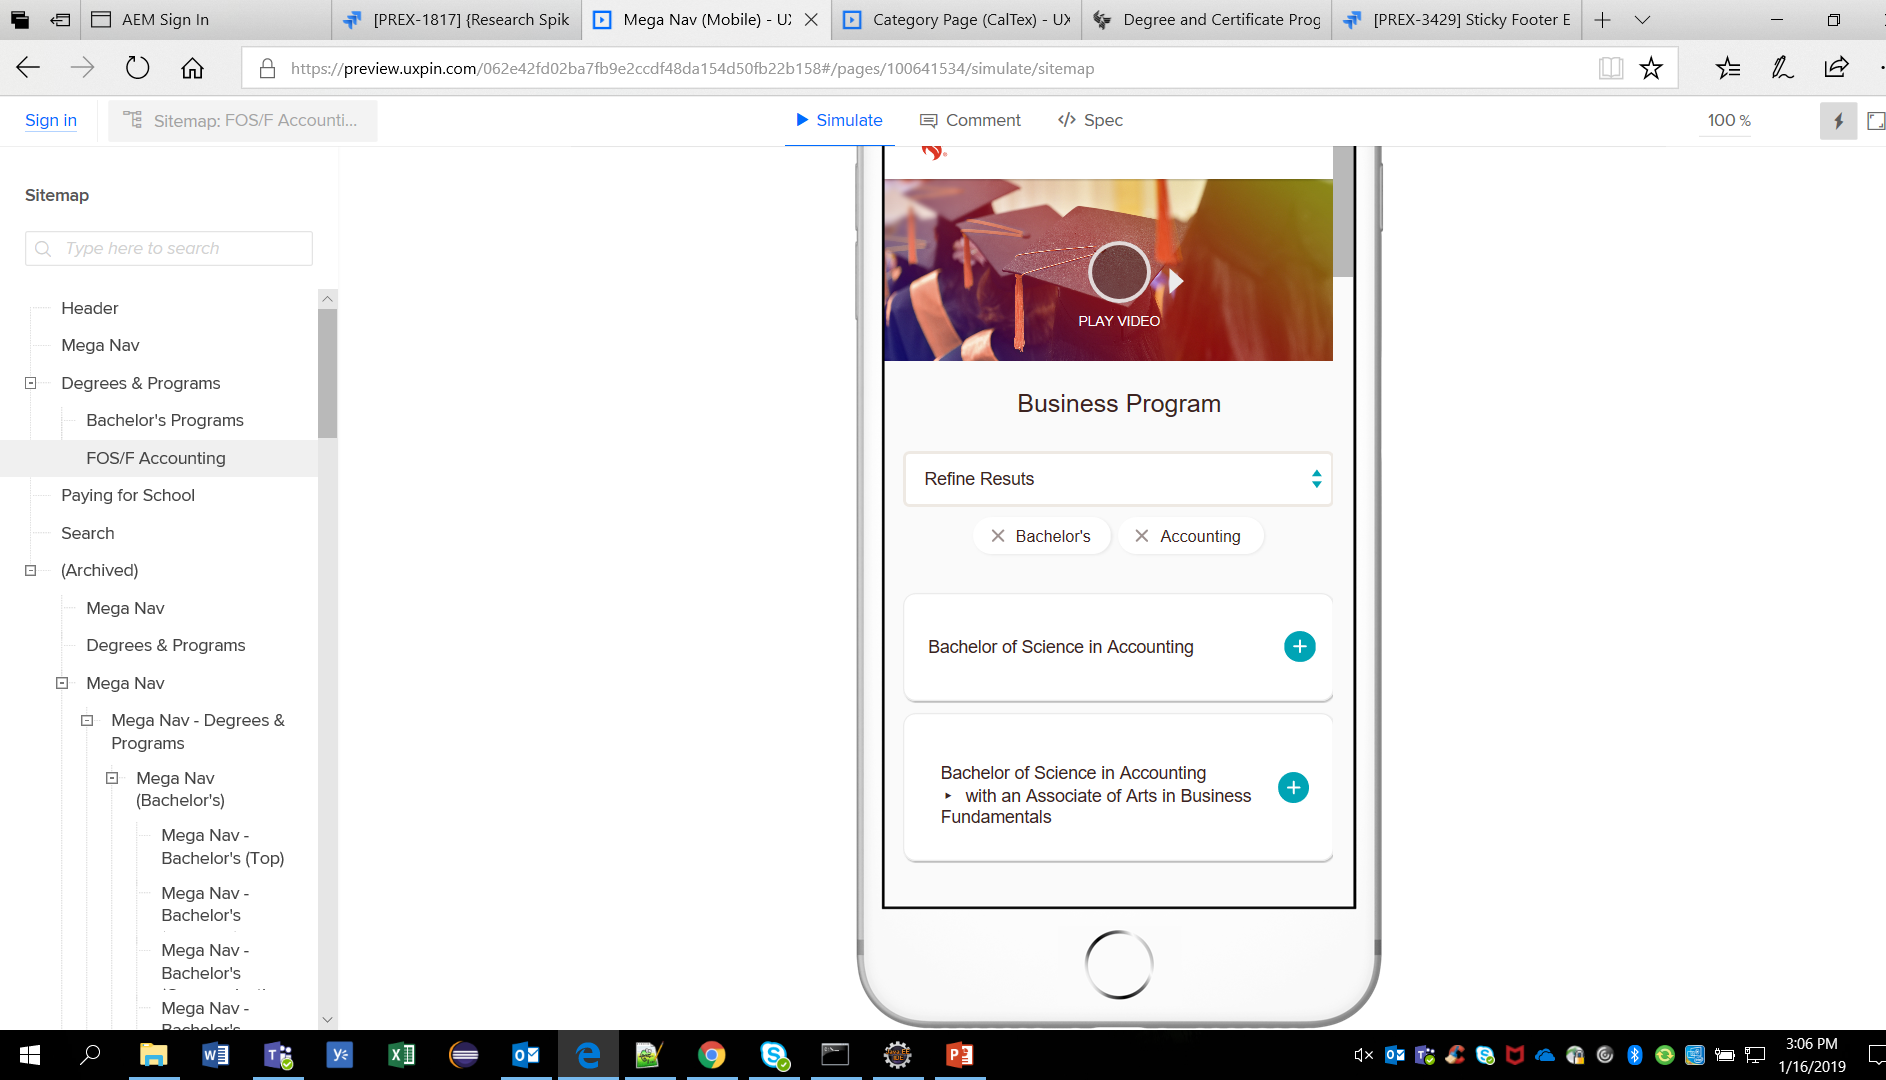 AEM Sign In
[PREX-1817] {Research Spik
Mega Nav (Mobile) - UX
Category Page (CalTex) - UX
Degree and Certificate Prog
[PREX-3429] Sticky Footer E
https://preview.uxpin.com/062e42fd02ba7fb9e2ccdf48da154d50fb22b158#/pages/100641534/simulate/sitemap
Sign in
Sitemap: FOS/F Accounti...
Simulate
Comment
Spec
100 %
Sitemap
Type here to search
Header
Mega Nav
Degrees & Programs
Bachelor's Programs
FOS/F Accounting
Paying for School
Search
(Archived)
Mega Nav
Degrees & Programs
Mega Nav
Mega Nav - Degrees &
Programs
Mega Nav
(Bachelor's)
Mega Nav -
Bachelor's (Top)
Mega Nav -
Bachelor's
Mega Nav -
Bachelor's
Mega Nav -
Bachelor's
PLAY VIDEO
Business Program
Refine Resuts
Bachelor's
Accounting
Bachelor of Science in Accounting
Bachelor of Science in Accounting
with an Associate of Arts in Business
Fundamentals
3:06 PM
1/16/2019